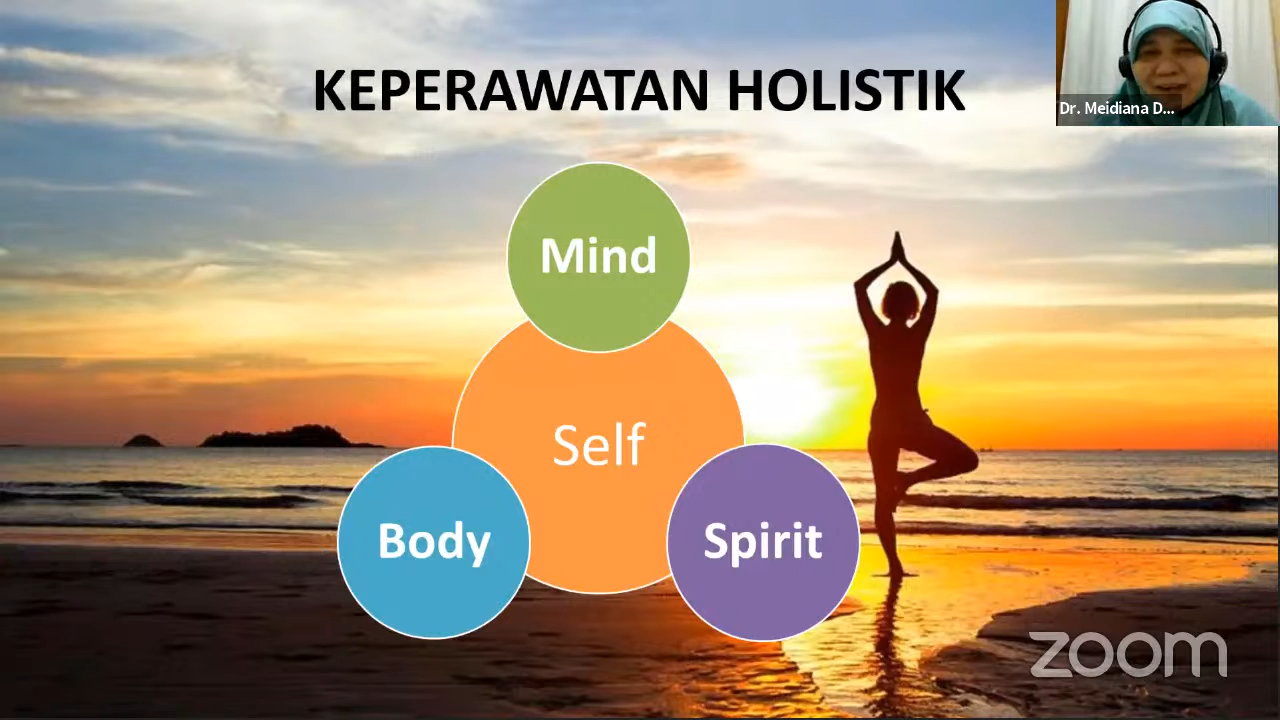 KEPERAWATAN HOLISTIK
Dr. Meidiana D...
Mind
Self
Body
Spirit
zoom